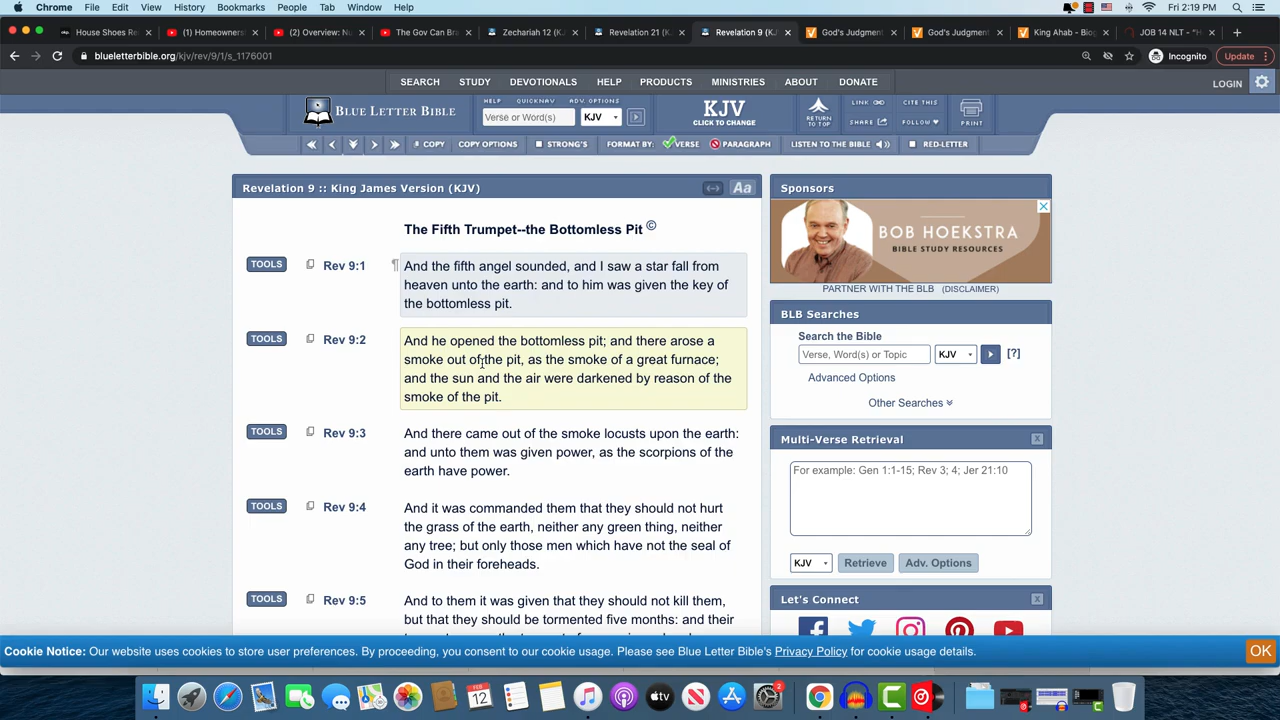 Chrome File Edit View History Bookmarks People Tab Window Help Fri 2:19 PM
House Shoes Re (1) Homeowners (2) Overview: Nu The Gov Can Bra Zechariah 12 (KJ Revelation 21 (K Revelation 9 (KJ God's Judgment God's Judgment King Ahab - Biog JOB 14 NLT - "H
blueletterbible.org/kjv/rev/9/1/s_1176001 Incognito Update
SEARCH STUDY DEVOTIONALS HELP PRODUCTS MINISTRIES ABOUT DONATE LOGIN
BLUE LETTER BIBLE
HELP QUICKNAV ADV. OPTIONS
Verse or Word(s) KJV
KJV
CLICK TO CHANGE
RETURN
TO TOP
LINK CITE THIS
SHARE FOLLOW
PRINT
COPY COPY OPTIONS STRONG'S FORMAT BY: VERSE PARAGRAPH LISTEN TO THE BIBLE RED-LETTER
Revelation 9 :: King James Version (KJV) Aa
The Fifth Trumpet--the Bottomless Pit ©
TOOLS Rev 9:1 ¶ And the fifth angel sounded, and I saw a star fall from
heaven unto the earth: and to him was given the key of
the bottomless pit.
TOOLS Rev 9:2 And he opened the bottomless pit; and there arose a
smoke out of the pit, as the smoke of a great furnace;
and the sun and the air were darkened by reason of the
smoke of the pit.
TOOLS Rev 9:3 And there came out of the smoke locusts upon the earth:
and unto them was given power, as the scorpions of the
earth have power.
TOOLS Rev 9:4 And it was commanded them that they should not hurt
the grass of the earth, neither any green thing, neither
any tree; but only those men which have not the seal of
God in their foreheads.
TOOLS Rev 9:5 And to them it was given that they should not kill them,
but that they should be tormented five months: and their
Sponsors
BOB HOEKSTRA
BIBLE STUDY RESOURCES
PARTNER WITH THE BLB (DISCLAIMER)
BLB Searches
Search the Bible
Verse, Word(s) or Topic KJV [?]
Advanced Options
Other Searches
Multi-Verse Retrieval X
For example: Gen 1:1-15; Rev 3; 4; Jer 21:10
KJV Retrieve Adv. Options
Let's Connect X
Cookie Notice: Our website uses cookies to store user preferences. By proceeding, you consent to our cookie usage. Please see Blue Letter Bible's Privacy Policy for cookie usage details. OK
FEB
12
tv
2